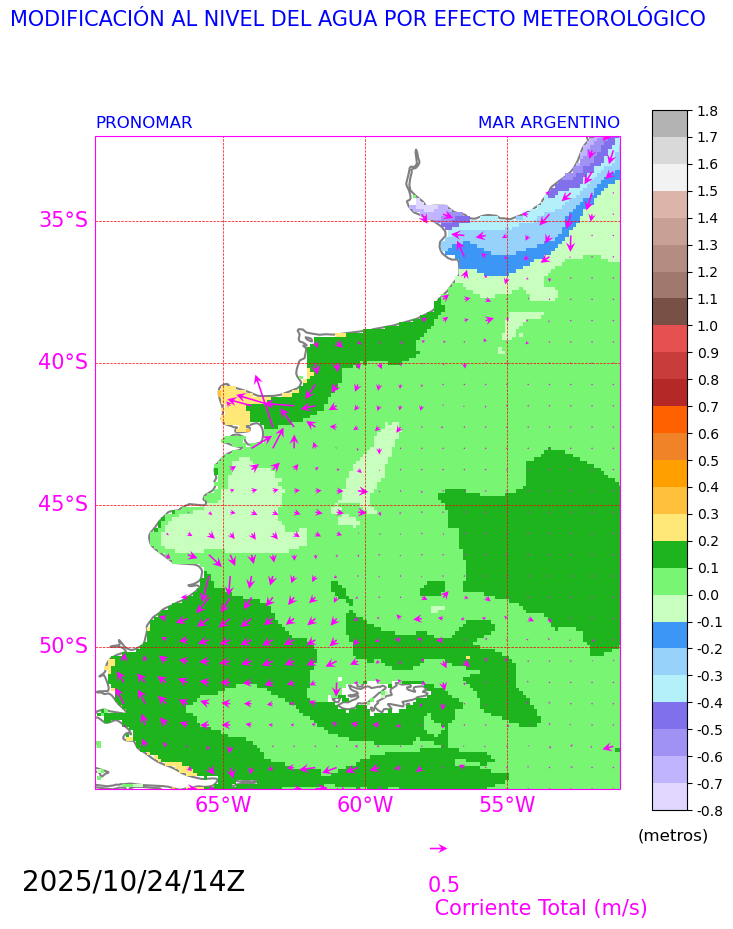 MODIFICACIÓN AL NIVEL DEL AGUA POR EFECTO METEOROLÓGICO
PRONOMAR MAR ARGENTINO
35°S
40°S
45°S
50°S
65°W 60°W 55°W
1.8
1.7
1.6
1.5
1.4
1.3
1.2
1.1
1.0
0.9
0.8
0.7
0.6
0.5
0.4
0.3
0.2
0.1
0.0
-0.1
-0.2
-0.3
-0.4
-0.5
-0.6
-0.7
-0.8
(metros)
2025/10/24/14Z
0.5
Corriente Total (m/s)